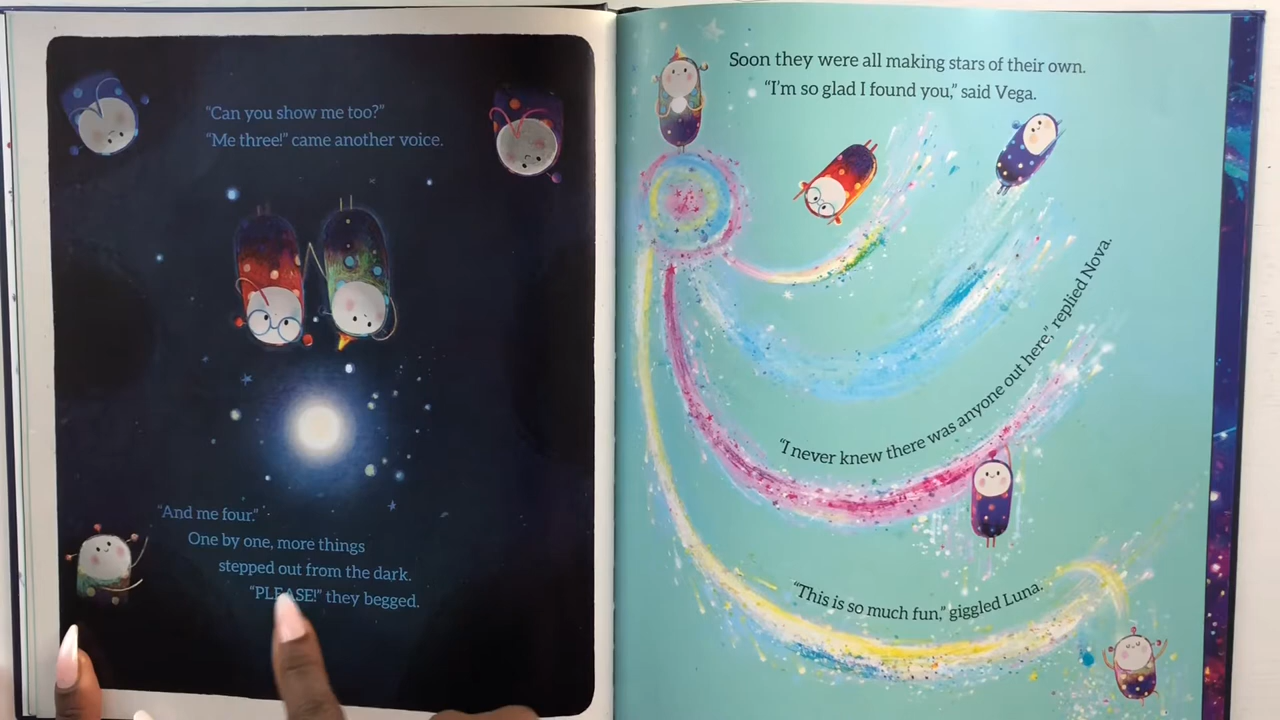 “Can you show me too?”
“Me three!” came another voice.
“And me four.”
One by one, more things
stepped out from the dark.
“PLEASE!” they begged.
Soon they were all making stars of their own.
“I’m so glad I found you,” said Vega.
“I never knew there was anyone out here,” replied Nova.
“This is so much fun,” giggled Luna.